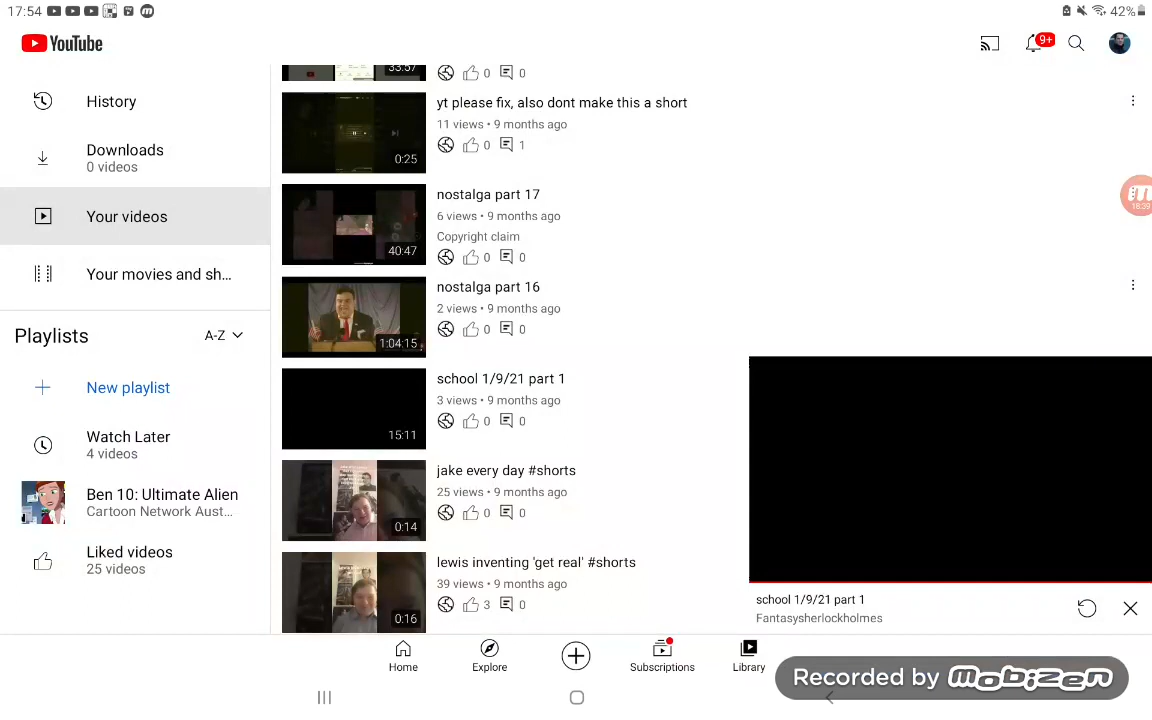 17:54
42%
YouTube
9+
History
Downloads
0 videos
Your videos
Your movies and sh...
Playlists
A-Z
New playlist
Watch Later
4 videos
Ben 10: Ultimate Alien
Cartoon Network Aust...
Liked videos
25 videos
33:57
0 0
yt please fix, also dont make this a short
11 views • 9 months ago
0 1
0:25
nostalga part 17
6 views • 9 months ago
Copyright claim
0 0
40:47
nostalga part 16
2 views • 9 months ago
0 0
1:04:15
school 1/9/21 part 1
3 views • 9 months ago
0 0
15:11
jake every day #shorts
25 views • 9 months ago
0 0
0:14
lewis inventing 'get real' #shorts
39 views • 9 months ago
3 0
0:16
school 1/9/21 part 1
Fantasysherlockholmes
Home
Explore
Subscriptions
Library
Recorded by mobizen